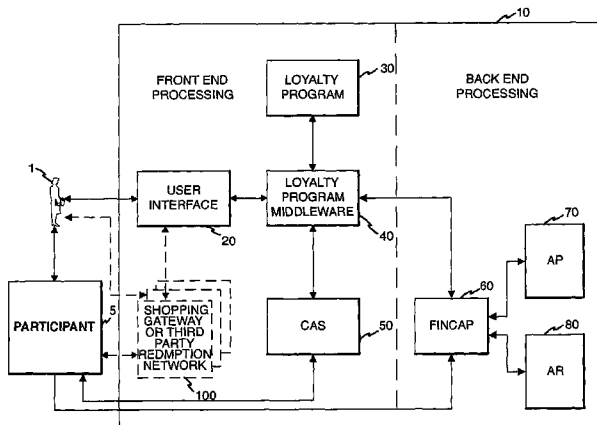 10
FRONT END
PROCESSING
LOYALTY
PROGRAM
30
BACK END
PROCESSING
1
USER
INTERFACE
20
LOYALTY
PROGRAM
MIDDLEWARE
40
70
AP
PARTICIPANT
5
SHOPPING
GATEWAY
OR THIRD
PARTY
REDMPTION
NETWORK
100
CAS
50
60
FINCAP
80
AR